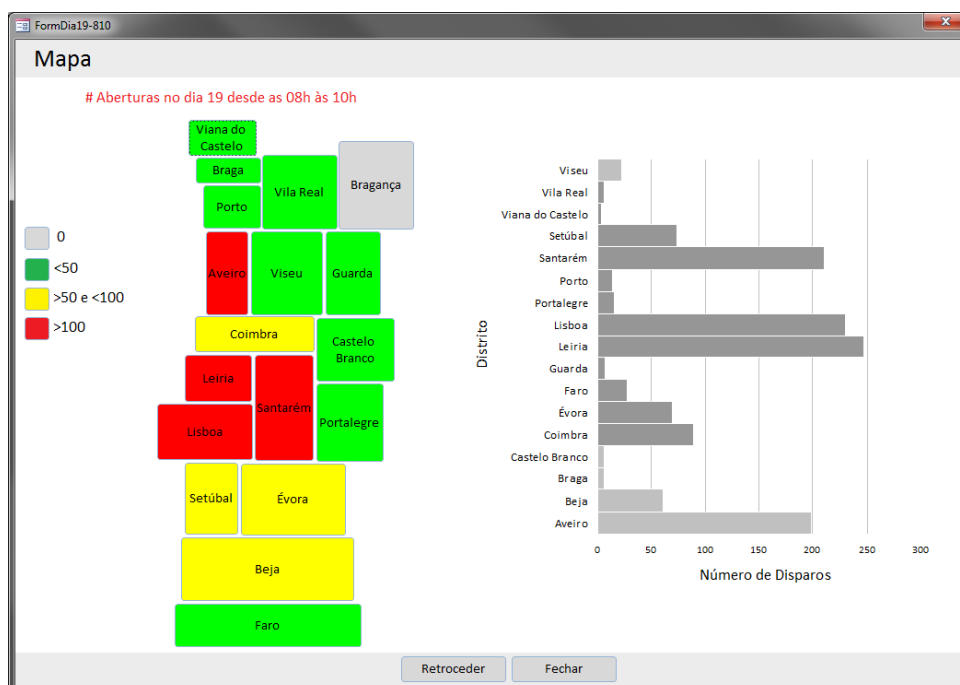 FormDia19-810
Mapa
# Aberturas no dia 19 desde as 08h às 10h
Viana do
Castelo
Braga
Porto
Vila Real
Bragança
0
<50
>50 e <100
>100
Aveiro
Viseu
Guarda
Coimbra
Castelo
Branco
Leiria
Santarém
Lisboa
Portalegre
Setúbal
Évora
Beja
Faro
Distrito
Viseu
Vila Real
Viana do Castelo
Setúbal
Santarém
Porto
Portalegre
Lisboa
Leiria
Guarda
Faro
Évora
Coimbra
Castelo Branco
Braga
Beja
Aveiro
0 50 100 150 200 250 300
Número de Disparos
Retroceder
Fechar